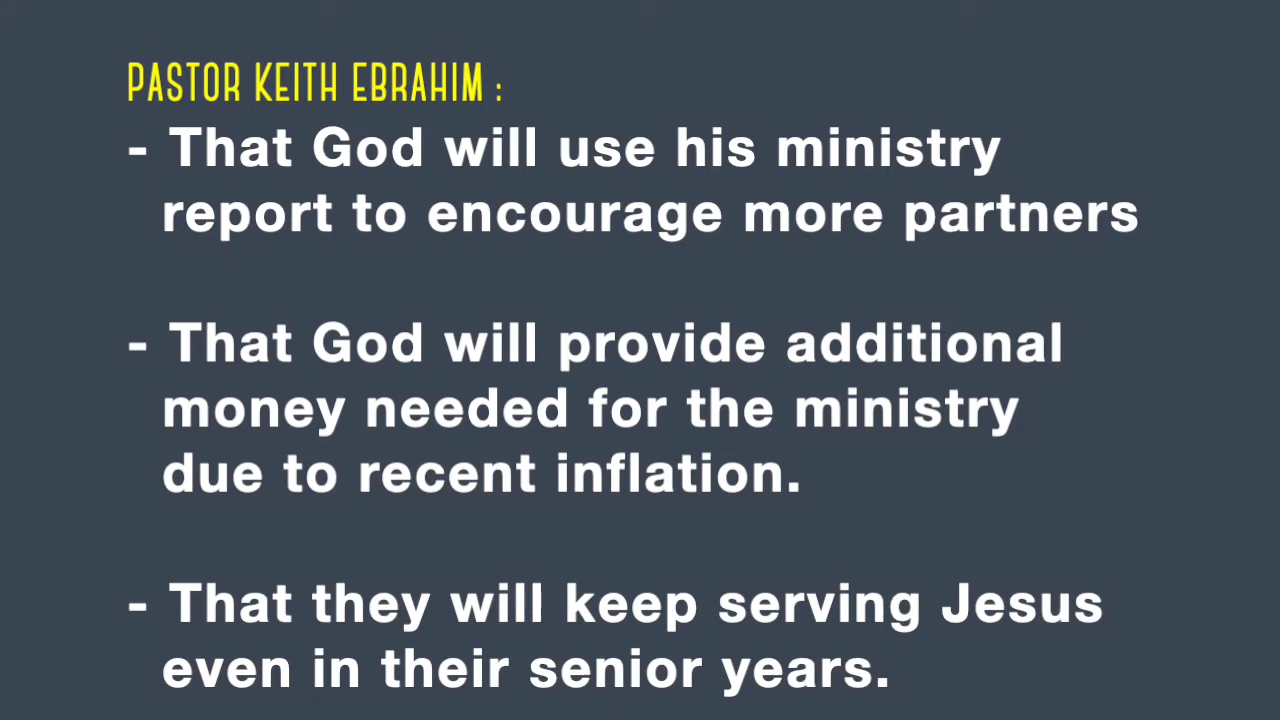 PASTOR KEITH EBRAHIM :
- That God will use his ministry
report to encourage more partners
- That God will provide additional
money needed for the ministry
due to recent inflation.
- That they will keep serving Jesus
even in their senior years.